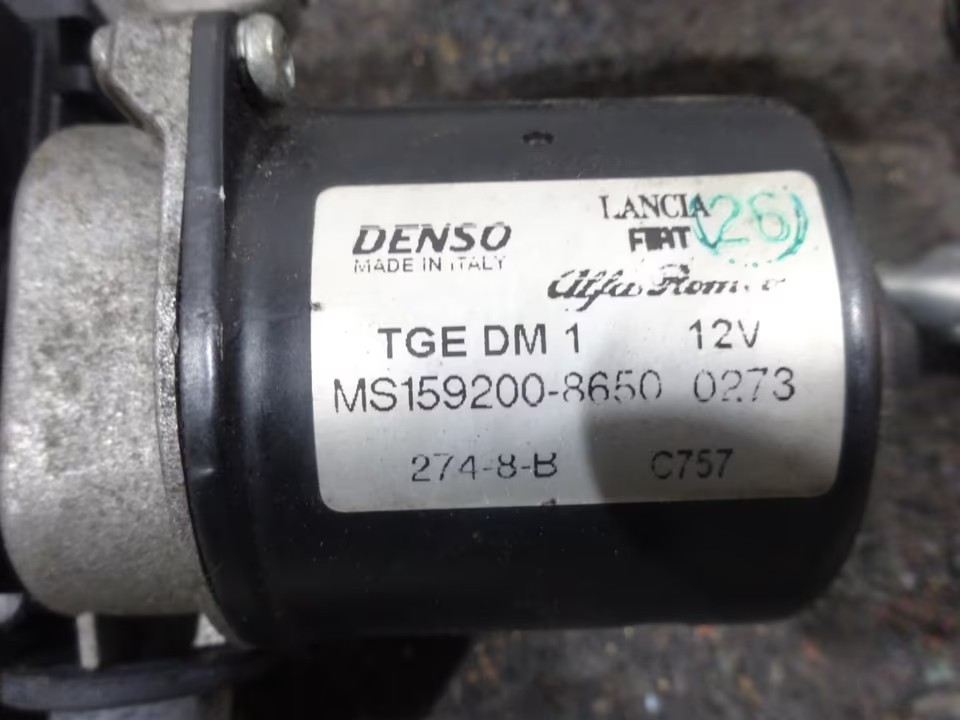 DENSO
MADE IN ITALY
LANCIA
FIAT
(26)
Alfa Romeo
TGE DM 1 12V
MS159200-8650 0273
274-8-B C757